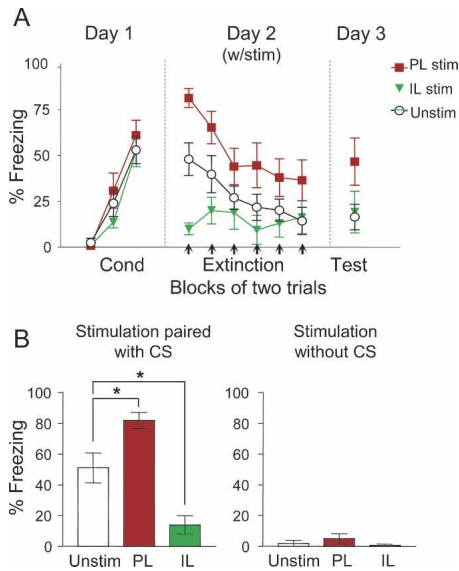 A
Day 1
Day 2
(w/stim)
Day 3
PL stim
IL stim
Unstim
% Freezing
100
75
50
25
0
Cond
Extinction
Test
Blocks of two trials
B
Stimulation paired
with CS
Stimulation
without CS
% Freezing
100
80
60
40
20
0
*
*
Unstim PL IL
% Freezing
100
80
60
40
20
0
Unstim PL IL